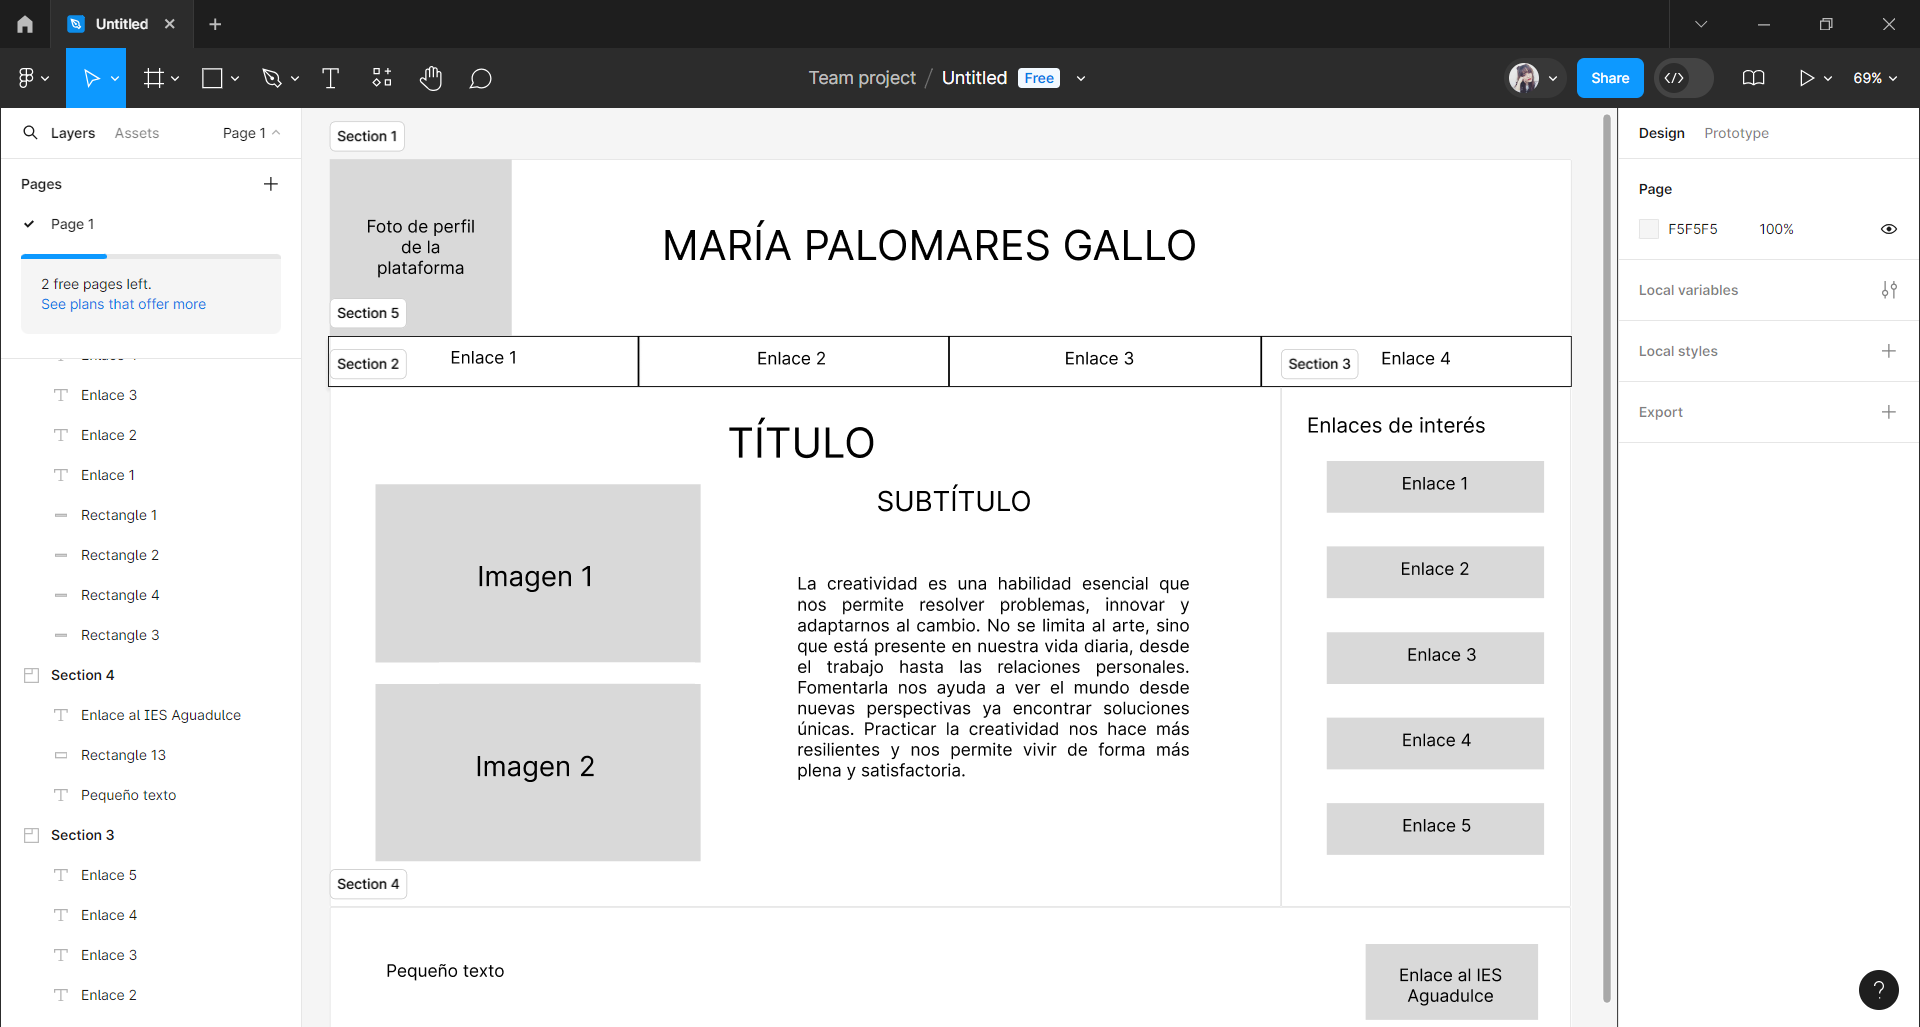 Untitled
Team project / Untitled Free
Share
69%
Layers
Assets
Page 1
Pages
Page 1
2 free pages left.
See plans that offer more
Enlace 3
Enlace 2
Enlace 1
Rectangle 1
Rectangle 2
Rectangle 4
Rectangle 3
Section 4
Enlace al IES Aguadulce
Rectangle 13
Pequeño texto
Section 3
Enlace 5
Enlace 4
Enlace 3
Enlace 2
Section 1
Foto de perfil
de la
plataforma
MARÍA PALOMARES GALLO
Section 5
Section 2
Enlace 1
Enlace 2
Enlace 3
Section 3
Enlace 4
TÍTULO
SUBTÍTULO
Imagen 1
Imagen 2
La creatividad es una habilidad esencial que
nos permite resolver problemas, innovar y
adaptarnos al cambio. No se limita al arte, sino
que está presente en nuestra vida diaria, desde
el trabajo hasta las relaciones personales.
Fomentarla nos ayuda a ver el mundo desde
nuevas perspectivas ya encontrar soluciones
únicas. Practicar la creatividad nos hace más
resilientes y nos permite vivir de forma más
plena y satisfactoria.
Enlaces de interés
Enlace 1
Enlace 2
Enlace 3
Enlace 4
Enlace 5
Section 4
Pequeño texto
Enlace al IES
Aguadulce
Design
Prototype
Page
F5F5F5
100%
Local variables
Local styles
Export
?